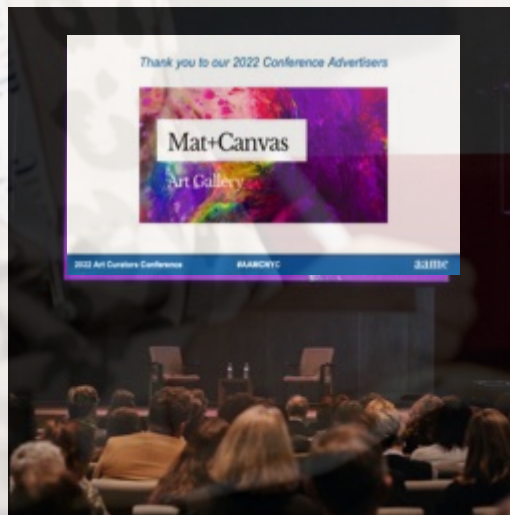 Thank you to our 2022 Conference Advertisers
Mat+Canvas
Art Gallery
2022 Art Curators Conference #AAMCNYC aamc